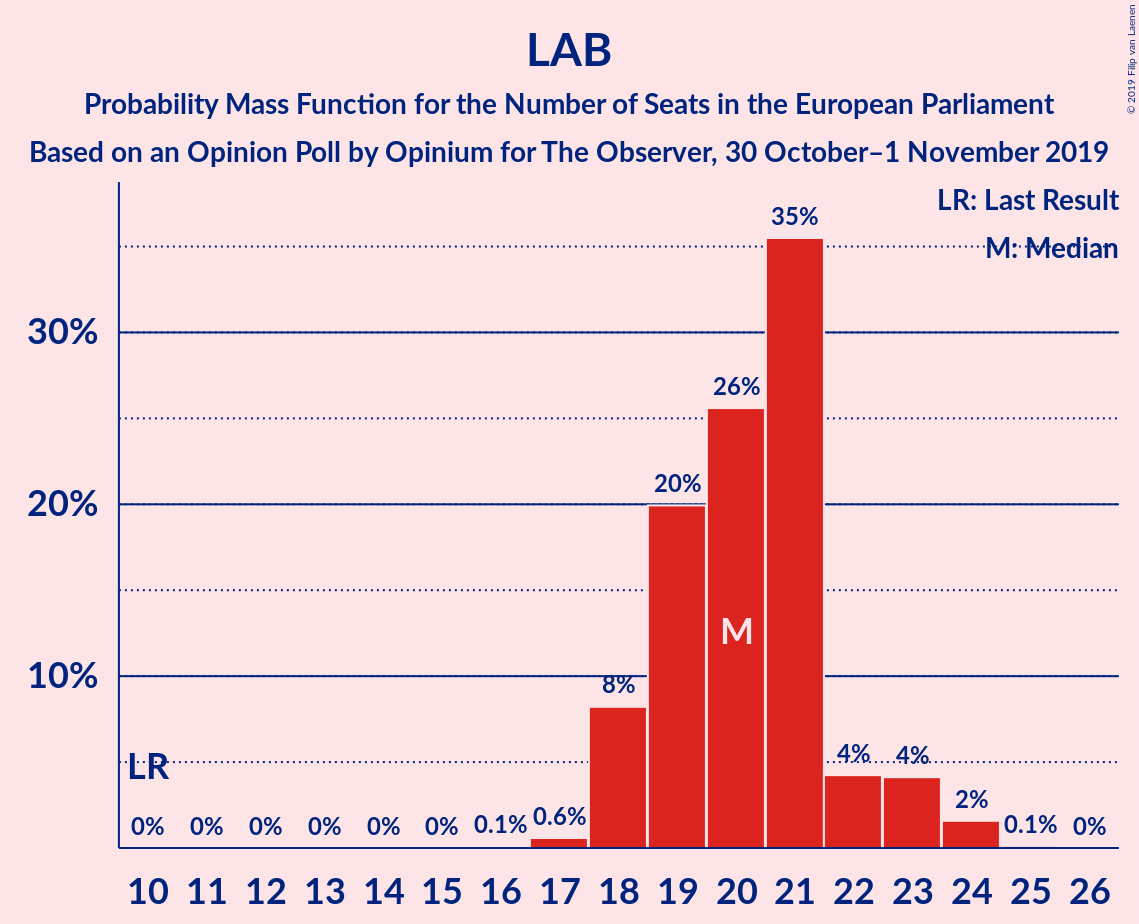 LAB
Probability Mass Function for the Number of Seats in the European Parliament
Based on an Opinion Poll by Opinium for The Observer, 30 October–1 November 2019
© 2019 Filip van Laenen
LR: Last Result
M: Median
35%
30%
26%
20%
20%
M
10%
8%
LR
4%
4%
2%
0%
0%
0%
0%
0%
0%
0.1%
0.6%
0.1%
0%
10 11 12 13 14 15 16 17 18 19 20 21 22 23 24 25 26